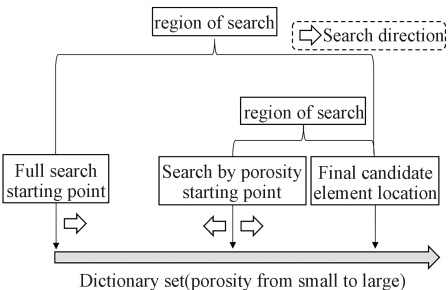 region of search
Search direction
region of search
Full search
starting point
Search by porosity
starting point
Final candidate
element location
Dictionary set(porosity from small to large)